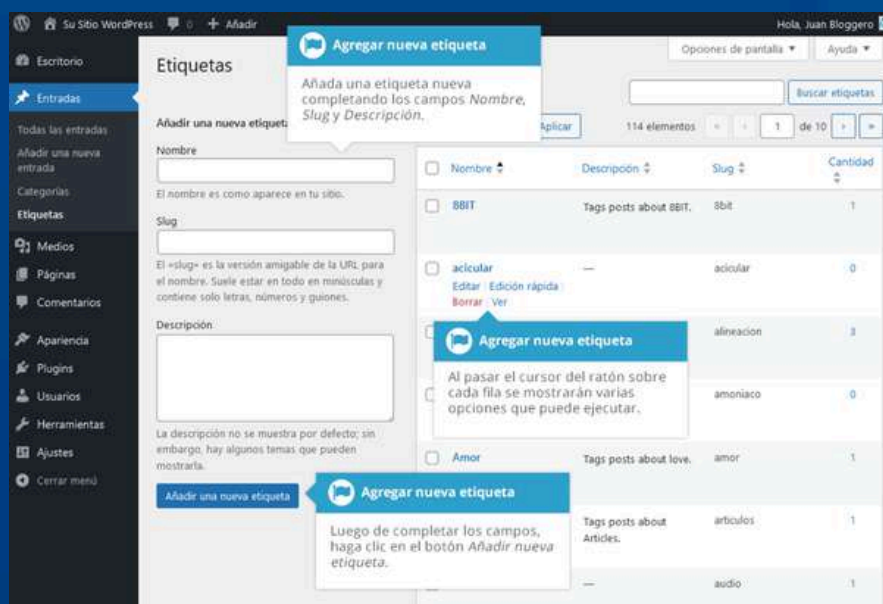 Su Sitio WordPress 0 + Añadir
Hola, Juan Bloggero
Escritorio
Entradas
Todas las entradas
Añadir una nueva
entrada
Categorías
Etiquetas
Medios
Páginas
Comentarios
Apariencia
Plugins
Usuarios
Herramientas
Ajustes
Cerrar menú
Etiquetas
Añadir una nueva etiqueta
Nombre
El nombre es como aparece en tu sitio.
Slug
El «slug» es la versión amigable de la URL para
el nombre. Suele estar en todo en minúsculas y
contiene solo letras, números y guiones.
Descripción
La descripción no se muestra por defecto; sin
embargo, hay algunos temas que pueden
mostrarla.
Añadir una nueva etiqueta
Agregar nueva etiqueta
Añada una etiqueta nueva
completando los campos Nombre,
Slug y Descripción.
Opciones de pantalla ▼ Ayuda ▼
Buscar etiquetas
Aplicar 114 elementos « ‹ 1 de 10 › »
Nombre Descripción Slug Cantidad
8BIT Tags posts about 8BIT. 8bit 1
acicular — acicular 0
Editar | Edición rápida |
Borrar | Ver
Agregar nueva etiqueta
Al pasar el cursor del ratón sobre
cada fila se mostrarán varias
opciones que puede ejecutar.
alineacion 3
amoniaco 0
Amor Tags posts about love. amor 1
Agregar nueva etiqueta
Luego de completar los campos,
haga clic en el botón Añadir nueva
etiqueta.
Tags posts about articulos 1
Articles.
— audio 1